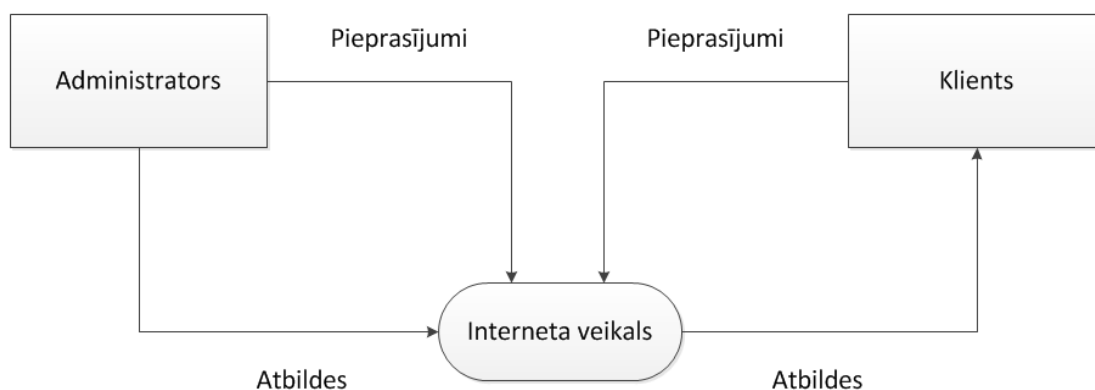 Pieprasījumi
Pieprasījumi
Administrators
Klients
Interneta veikals
Atbildes
Atbildes